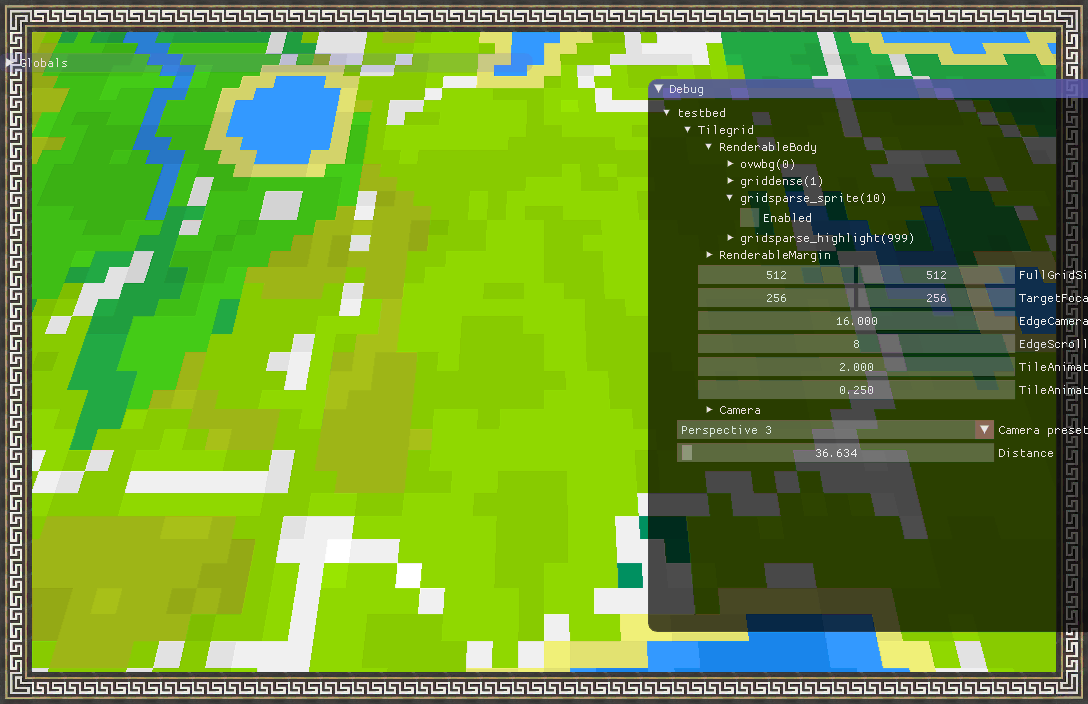 Globals
Debug
testbed
Tilegrid
RenderableBody
ovwbg(0)
griddense(1)
gridsparse_sprite(10)
Enabled
gridsparse_highlight(999)
RenderableMargin
512 512 FullGridSi
256 256 TargetFoca
16.000 EdgeCamera
8 EdgeScroll
2.000 TileAnimat
0.250 TileAnimat
Camera
Perspective 3 Camera preset
36.634 Distance